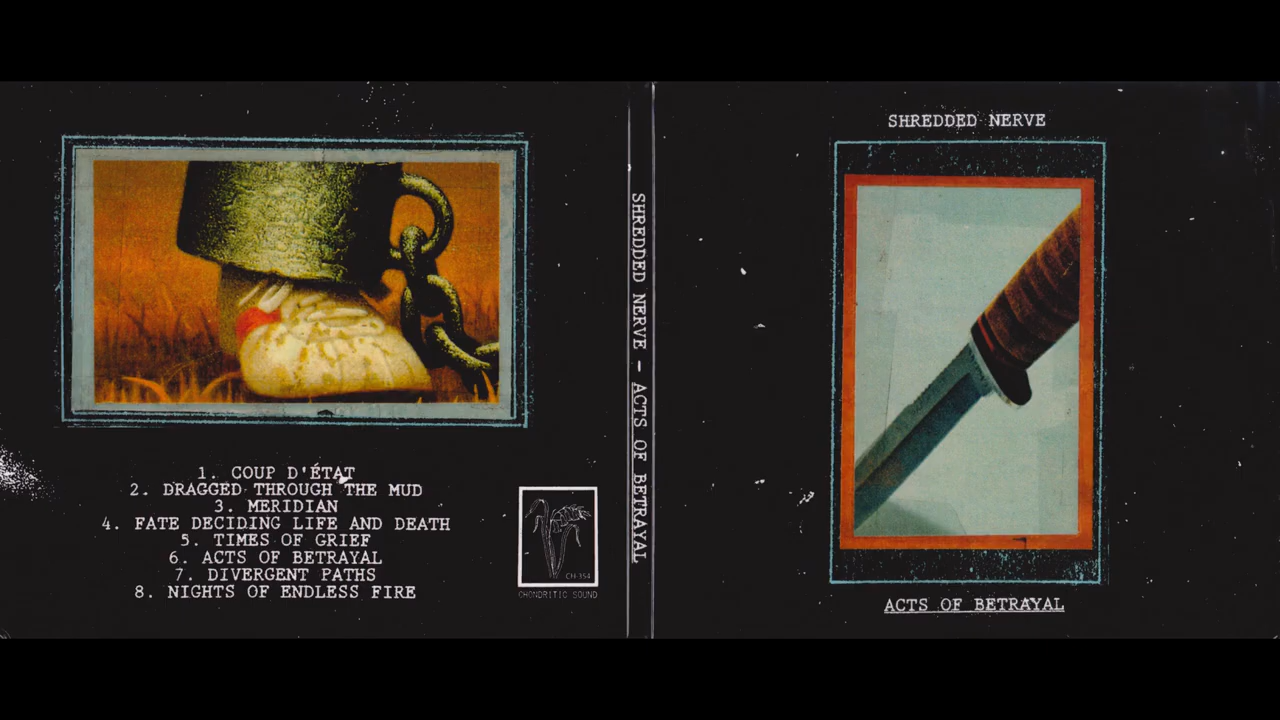 1. COUP D'ÉTAT
2. DRAGGED THROUGH THE MUD
3. MERIDIAN
4. FATE DECIDING LIFE AND DEATH
5. TIMES OF GRIEF
6. ACTS OF BETRAYAL
7. DIVERGENT PATHS
8. NIGHTS OF ENDLESS FIRE
CH-354
CHONDRITIC SOUND
SHREDDED NERVE — ACTS OF BETRAYAL
SHREDDED NERVE
ACTS OF BETRAYAL